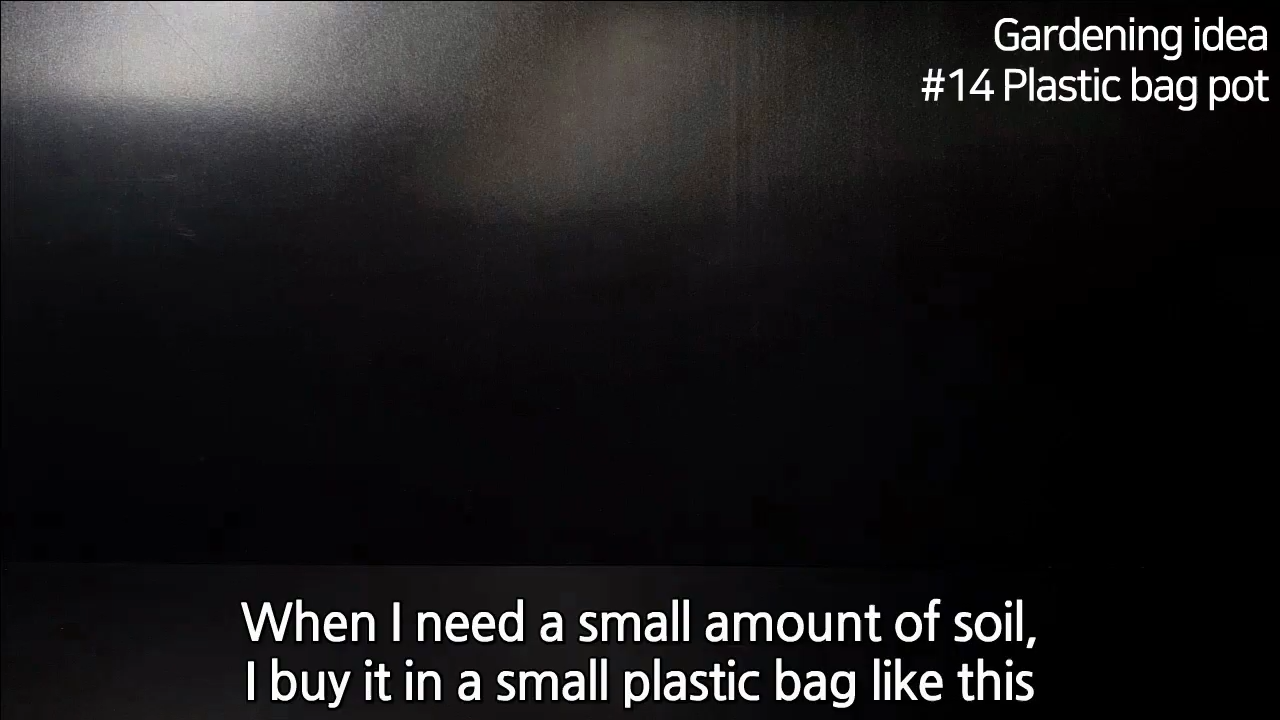 Gardening idea
#14 Plastic bag pot
When I need a small amount of soil,
I buy it in a small plastic bag like this